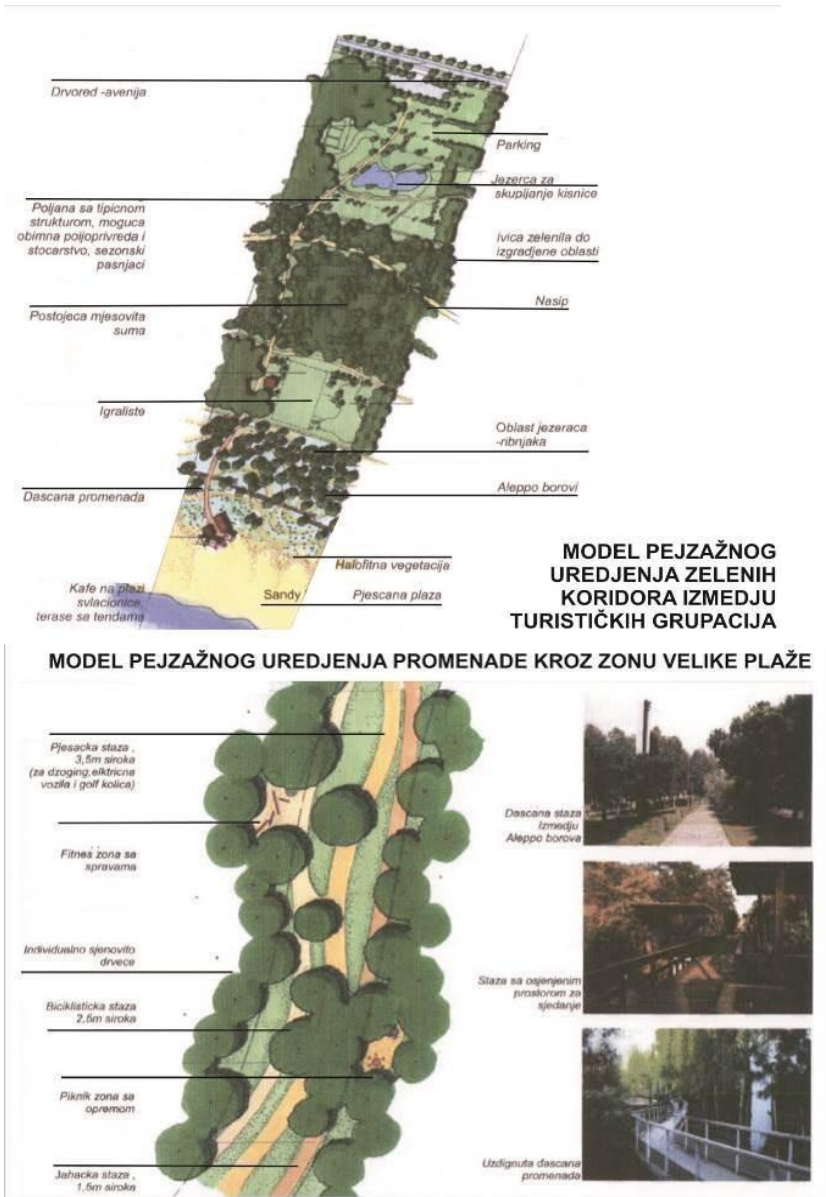 Drvored -avenija
Parking
Jezerca za
skupljanje kisnice
Poljana sa tipicnom
strukturom, moguca
obimna poljoprivreda i
stocarstvo, sezonski
pasnjaci
Ivica zelenila do
izgradjene oblasti
Nasip
Postojeca mjesovita
suma
Igraliste
Oblast jezeraca
-ribnjaka
Dascana promenada
Aleppo borovi
Halofitna vegetacija
Kafe na plazi
svlacionice,
terase sa tendama
Sandy
Pjescana plaza
MODEL PEJZAŽNOG
UREDJENJA ZELENIH
KORIDORA IZMEDJU
TURISTIČKIH GRUPACIJA
MODEL PEJZAŽNOG UREDJENJA PROMENADE KROZ ZONU VELIKE PLAŽE
Pjesacka staza ,
3,5m siroka
(za dzoging,elktricna
vozila i golf kolica)
Fitnes zona sa
spravama
Individualno sjenovito
drvece
Biciklisticka staza
2,5m siroka
Piknik zona sa
opremom
Jahacka staza ,
1,5m siroka
Dascana staza
Izmedju
Aleppo borova
Staza sa osjenjenim
prostorom za
sjedanje
Uzdignuta dascana
promenada